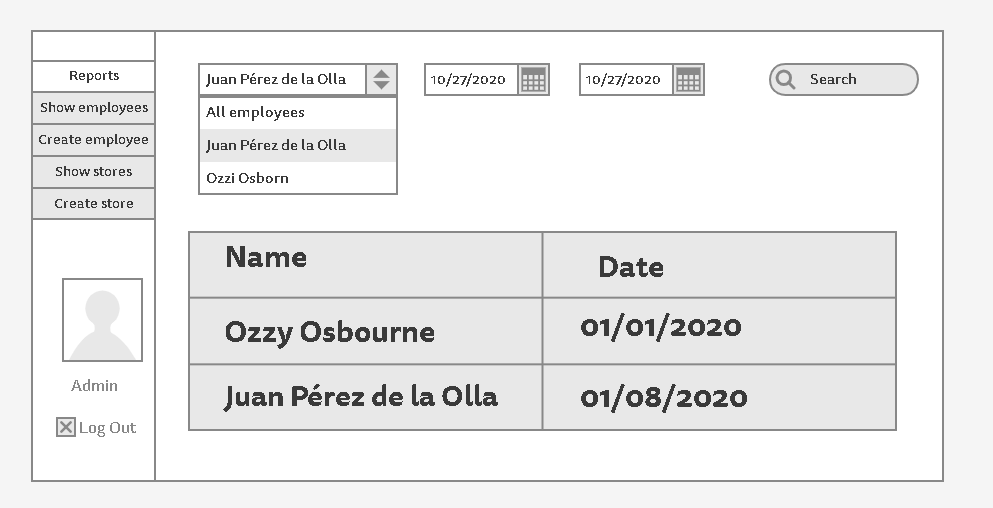 Reports
Show employees
Create employee
Show stores
Create store
Admin
Log Out
Juan Pérez de la Olla
10/27/2020
10/27/2020
Search
All employees
Juan Pérez de la Olla
Ozzi Osborn
Name
Date
Ozzy Osbourne
01/01/2020
Juan Pérez de la Olla
01/08/2020